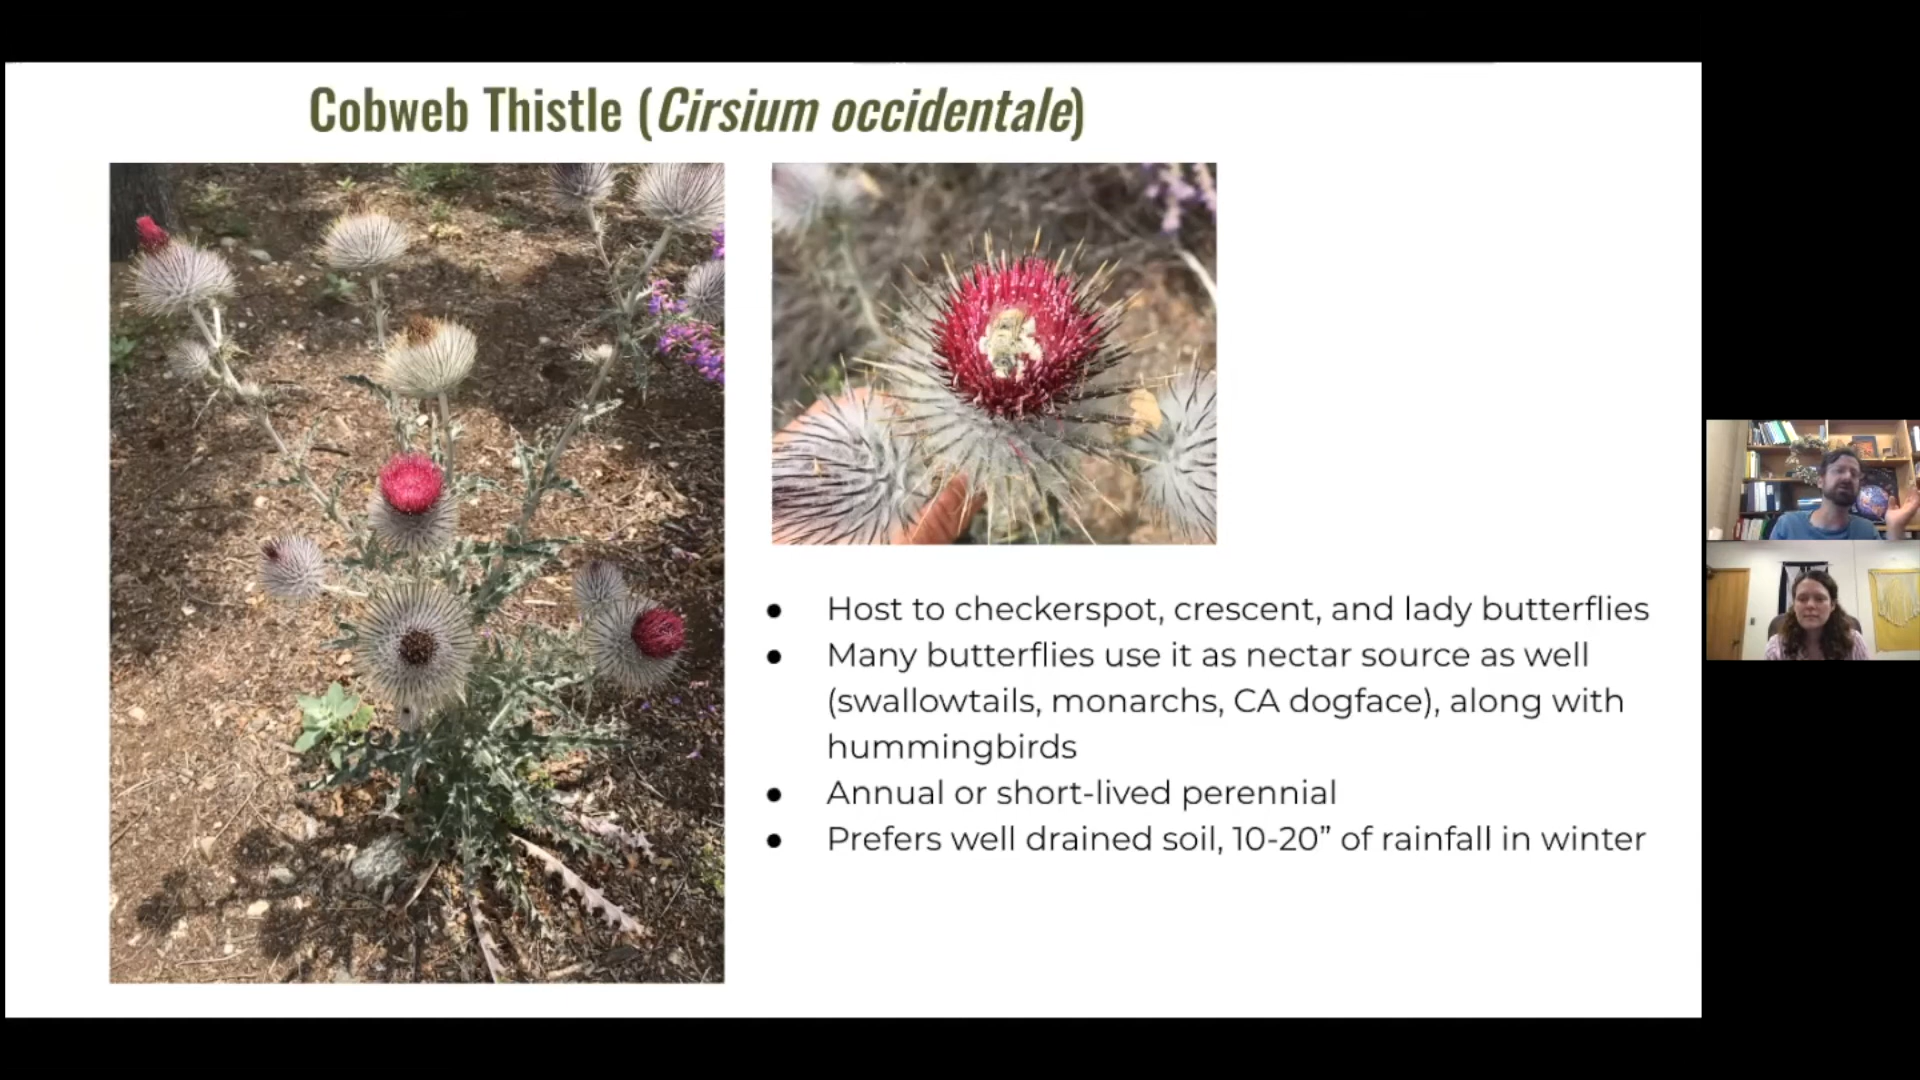 Cobweb Thistle (Cirsium occidentale)
● Host to checkerspot, crescent, and lady butterflies
● Many butterflies use it as nectar source as well
(swallowtails, monarchs, CA dogface), along with
hummingbirds
● Annual or short-lived perennial
● Prefers well drained soil, 10-20” of rainfall in winter